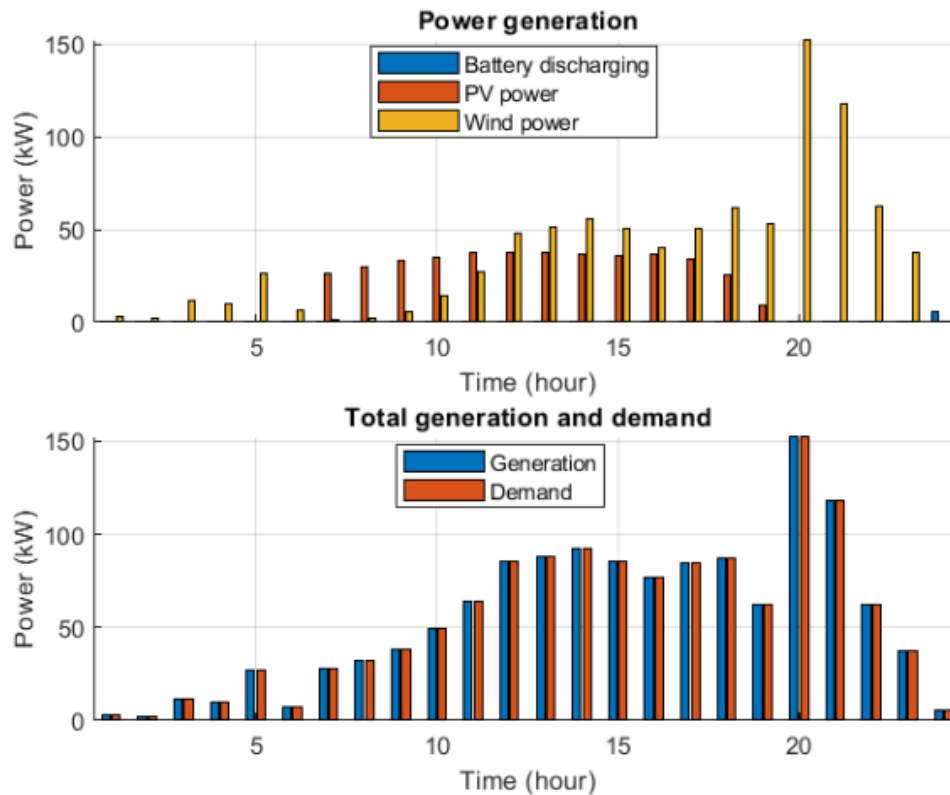 Power generation
150
100
50
0
Power (kW)
Battery discharging
PV power
Wind power
5
10
15
20
Time (hour)
Total generation and demand
150
100
50
0
Power (kW)
Generation
Demand
5
10
15
20
Time (hour)